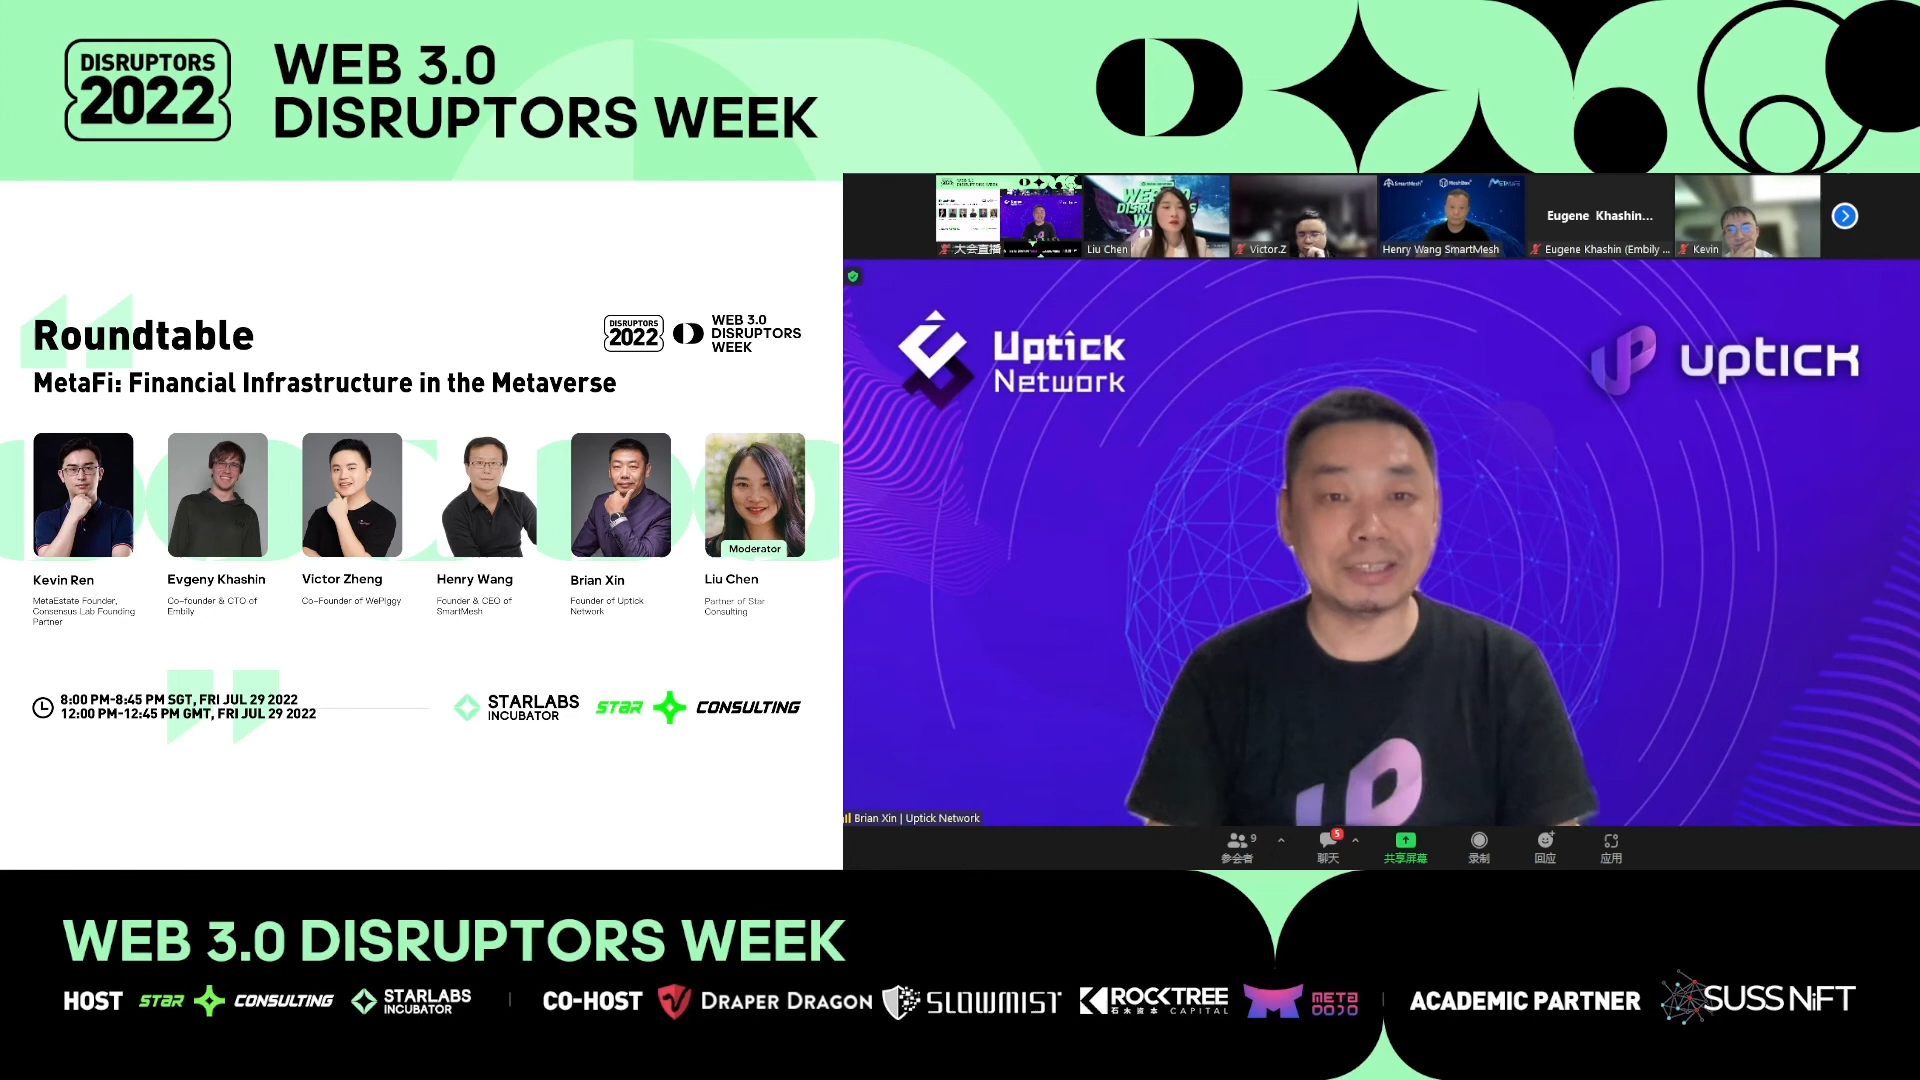 DISRUPTORS
2022
WEB 3.0
DISRUPTORS WEEK
Roundtable
DISRUPTORS
2022
WEB 3.0
DISRUPTORS
WEEK
MetaFi: Financial Infrastructure in the Metaverse
Moderator
Kevin Ren
MetaEstate Founder,
Consensus Lab Founding
Partner
Evgeny Khashin
Co-founder & CTO of
Embily
Victor Zheng
Co-Founder of WePiggy
Henry Wang
Founder & CEO of
SmartMesh
Brian Xin
Founder of Uptick
Network
Liu Chen
Partner of Star
Consulting
8:00 PM-8:45 PM SGT, FRI JUL 29 2022
12:00 PM-12:45 PM GMT, FRI JUL 29 2022
STARLABS
INCUBATOR
STAR CONSULTING
大会直播
Liu Chen
Victor.Z
SmartMesh MeshBox
Henry Wang SmartMesh
Eugene Khashin...
Eugene Khashin (Embily ...
Kevin
Uptick
Network
uptick
Brian Xin | Uptick Network
9
参会者
5
聊天
共享屏幕
录制
回应
应用
WEB 3.0 DISRUPTORS WEEK
HOST STAR CONSULTING STARLABS
INCUBATOR
CO-HOST DRAPER DRAGON SLOWMIST ROCKTREE
石木资本 CAPITAL
META
DOJO
ACADEMIC PARTNER SUSS NiFT